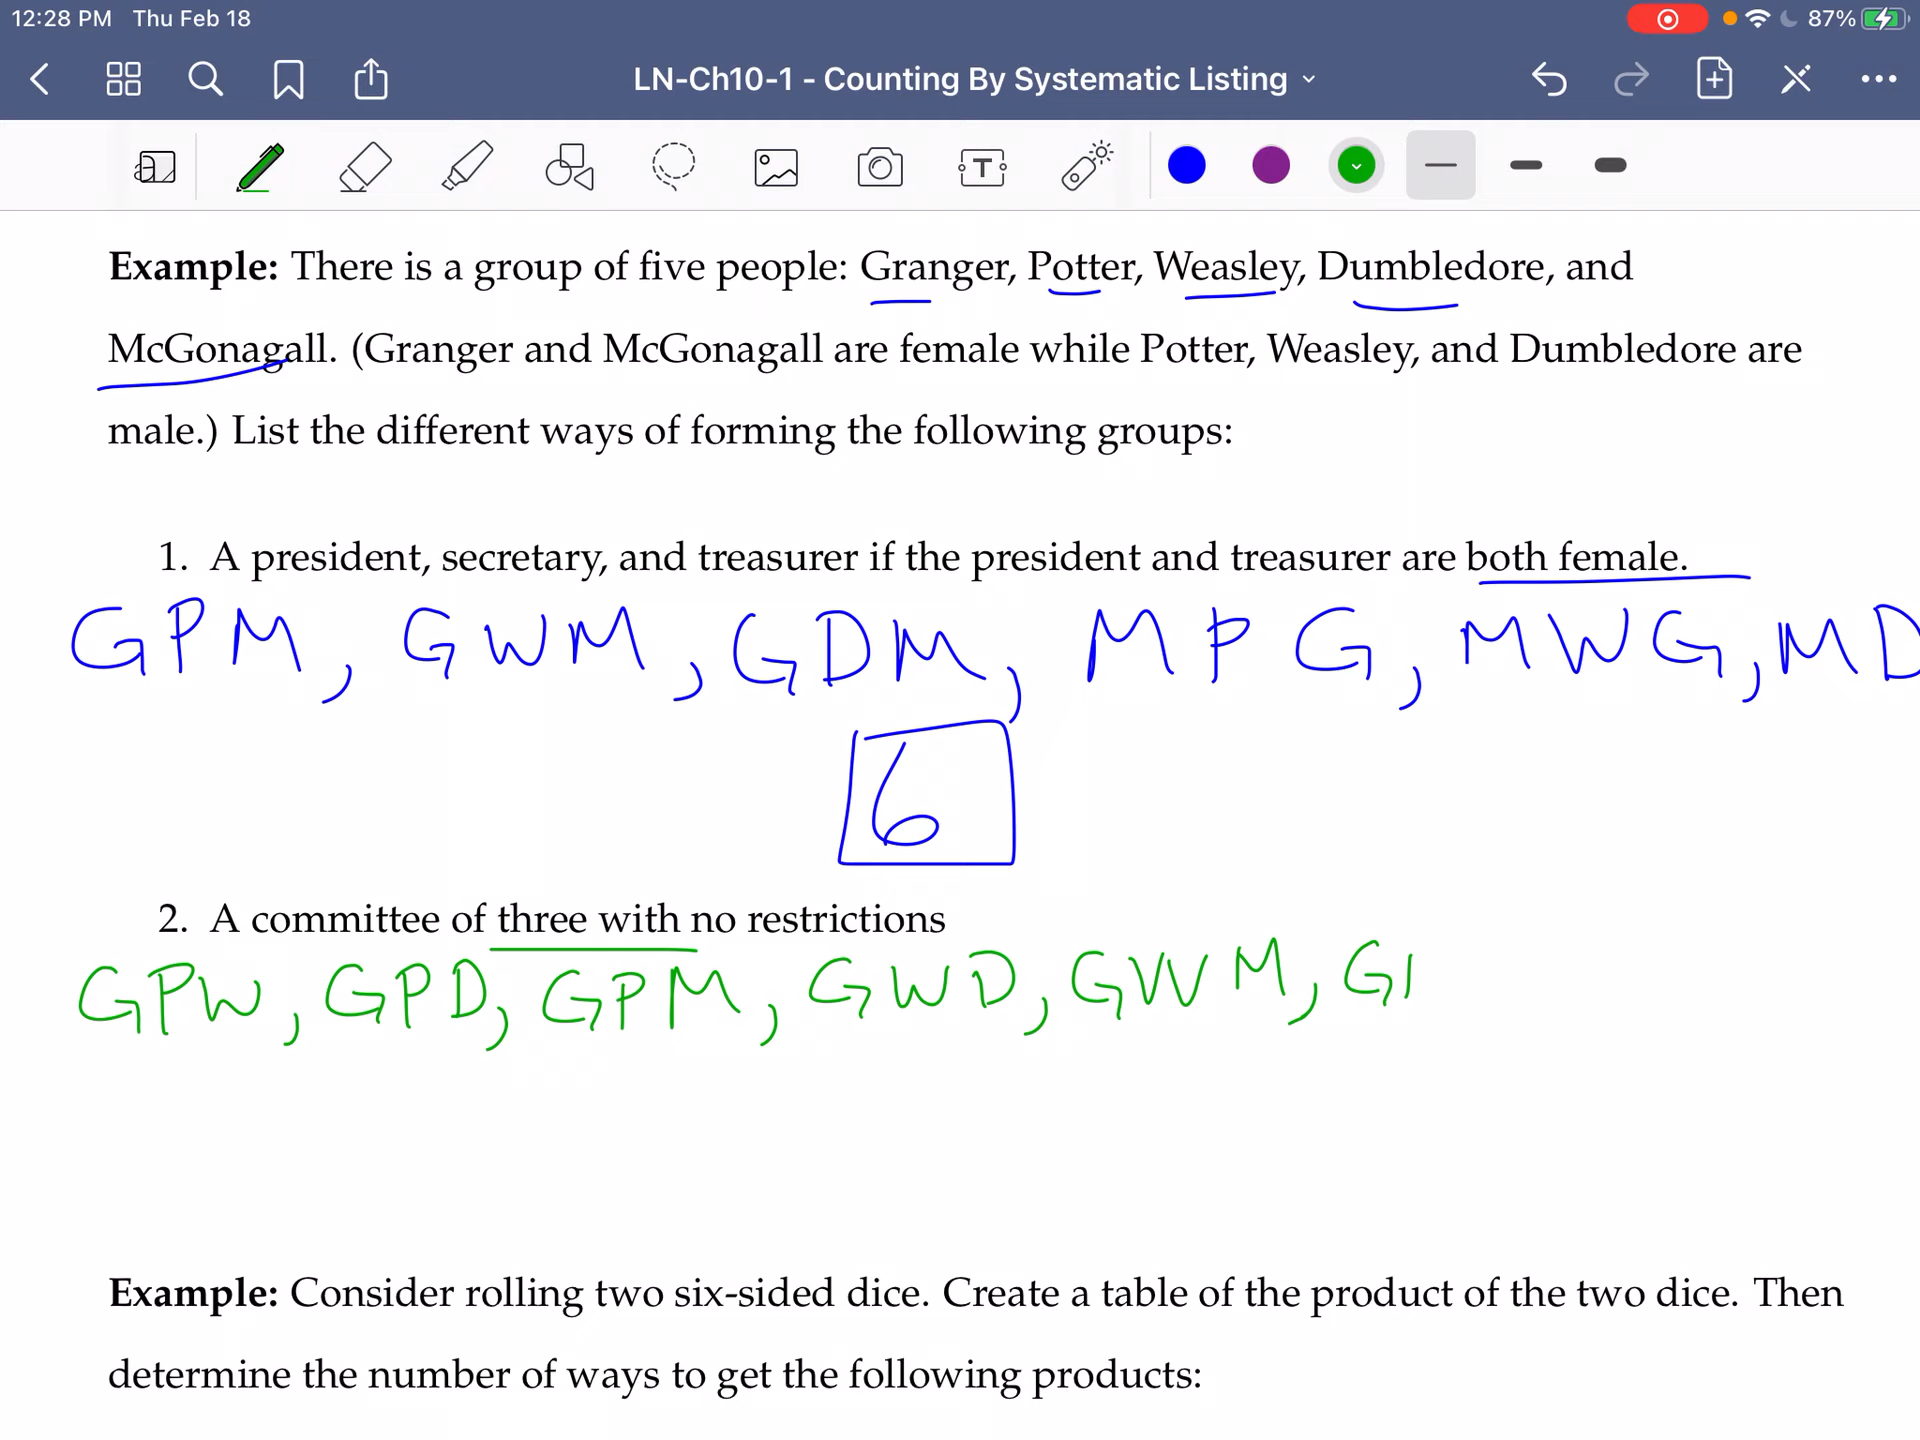 12:28 PM Thu Feb 18 87%
LN-Ch10-1 - Counting By Systematic Listing
Example: There is a group of five people: Granger, Potter, Weasley, Dumbledore, and
McGonagall. (Granger and McGonagall are female while Potter, Weasley, and Dumbledore are
male.) List the different ways of forming the following groups:
1. A president, secretary, and treasurer if the president and treasurer are both female.
GPM, GWM, GDM, MPG, MWG, MD
6
2. A committee of three with no restrictions
GPW, GPD, GPM, GWD, GWM, G
Example: Consider rolling two six-sided dice. Create a table of the product of the two dice. Then
determine the number of ways to get the following products: